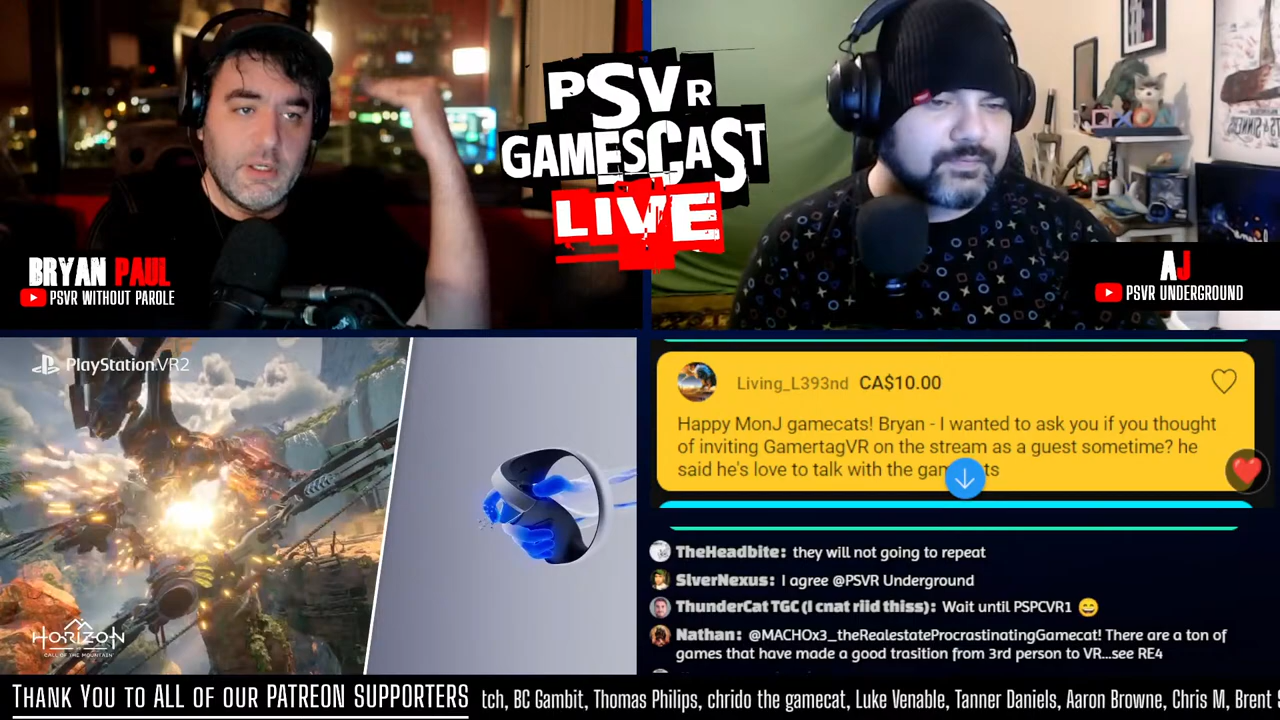 PSVR
GAMESCAST
LIVE
BRYAN PAUL
PSVR WITHOUT PAROLE
AJ
PSVR UNDERGROUND
PlayStation.VR2
HORIZON
CALL OF THE MOUNTAIN
Living_L393nd CA$10.00
Happy MonJ gamecats! Bryan - I wanted to ask you if you thought
of inviting GamertagVR on the stream as a guest sometime? he
said he's love to talk with the
TheHeadbite: they will not going to repeat
SlverNexus: I agree @PSVR Underground
ThunderCat TGC (I cnat riid thiss): Wait until PSPCVR1 😄
Nathan: @MACHOx3_theRealestateProcrastinatingGamecat! There are a ton of
games that have made a good trasition from 3rd person to VR...see RE4
THANK YOU TO ALL OF OUR PATREON SUPPORTERS tch, BC Gambit, Thomas Philips, chrido the gamecat, Luke Venable, Tanner Daniels, Aaron Browne, Chris M, Brent